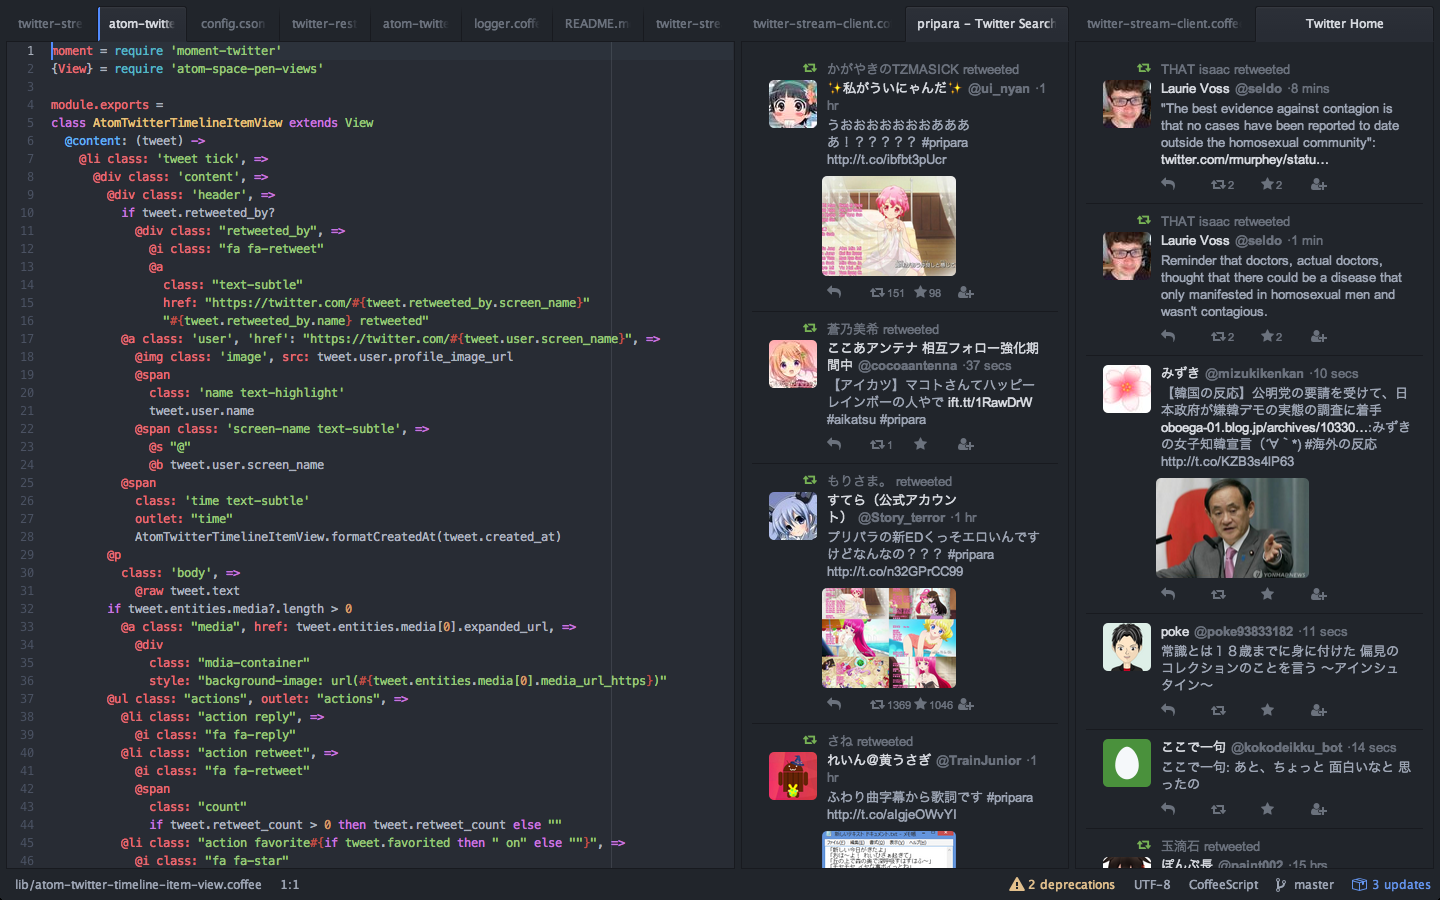 twitter-stre
atom-twitte
config.cson
twitter-rest
atom-twitte
logger.coffe
README.m
twitter-stre
twitter-stream-client.co
pripara - Twitter Search
twitter-stream-client.coffee
Twitter Home
1 moment = require 'moment-twitter'
2 {View} = require 'atom-space-pen-views'
3
4 module.exports =
5 class AtomTwitterTimelineItemView extends View
6 @content: (tweet) ->
7 @li class: 'tweet tick', =>
8 @div class: 'content', =>
9 @div class: 'header', =>
10 if tweet.retweeted_by?
11 @div class: "retweeted_by", =>
12 @i class: "fa fa-retweet"
13 @a
14 class: "text-subtle"
15 href: "https://twitter.com/#{tweet.retweeted_by.screen_name}"
16 "#{tweet.retweeted_by.name} retweeted"
17 @a class: 'user', 'href': "https://twitter.com/#{tweet.user.screen_name}", =>
18 @img class: 'image', src: tweet.user.profile_image_url
19 @span
20 class: 'name text-highlight'
21 tweet.user.name
22 @span class: 'screen-name text-subtle', =>
23 @s "@"
24 @b tweet.user.screen_name
25 @span
26 class: 'time text-subtle'
27 outlet: "time"
28 AtomTwitterTimelineItemView.formatCreatedAt(tweet.created_at)
29 @p
30 class: 'body', =>
31 @raw tweet.text
32 if tweet.entities.media?.length > 0
33 @a class: "media", href: tweet.entities.media[0].expanded_url, =>
34 @div
35 class: "mdia-container"
36 style: "background-image: url(#{tweet.entities.media[0].media_url_https})"
37 @ul class: "actions", outlet: "actions", =>
38 @li class: "action reply", =>
39 @i class: "fa fa-reply"
40 @li class: "action retweet", =>
41 @i class: "fa fa-retweet"
42 @span
43 class: "count"
44 if tweet.retweet_count > 0 then tweet.retweet_count else ""
45 @li class: "action favorite#{if tweet.favorited then " on" else ""}", =>
46 @i class: "fa fa-star"
かがやきのTZMASICK retweeted
✨私がういにゃんだ✨ @ui_nyan ·1
hr
うおおおおおおおあああ
あ！？？？？？ #pripara
http://t.co/ibfbt3pUcr
151 98
蒼乃美希 retweeted
ここあアンテナ 相互フォロー強化期
間中 @cocoaantenna ·37 secs
【アイカツ】マコトさんてハッピー
レインボーの人やで ift.tt/1RawDrW
#aikatsu #pripara
1
もりさま。 retweeted
すてら（公式アカウン
ト） @Story_terror ·1 hr
プリパラの新EDくっそエロいんです
けどなんなの？？？ #pripara
http://t.co/n32GPrCC99
1369 1046
さね retweeted
れいん@黄うさぎ @TrainJunior ·1
hr
ふわり曲字幕から歌詞です #pripara
http://t.co/aIgjeOWvYI
THAT isaac retweeted
Laurie Voss @seldo ·8 mins
"The best evidence against contagion is
that no cases have been reported to date
outside the homosexual community":
twitter.com/rmurphey/statu…
2 2
THAT isaac retweeted
Laurie Voss @seldo ·1 min
Reminder that doctors, actual doctors,
thought that there could be a disease that
only manifested in homosexual men and
wasn't contagious.
2 2
みずき @mizukikenkan ·10 secs
【韓国の反応】公明党の要請を受けて、日
本政府が嫌韓デモの実態の調査に着手
oboega-01.blog.jp/archives/10330…:みずき
の女子知韓宣言（´∀｀*) #海外の反応
http://t.co/KZB3s4lP63
YONHAPNEWS
poke @poke93833182 ·11 secs
常識とは１８歳までに身に付けた 偏見の
コレクションのことを言う 〜アインシュ
タイン〜
ここで一句 @kokodeikku_bot ·14 secs
ここで一句: あと、ちょっと 面白いなと 思
ったの
玉滴石 retweeted
ぽんぷ長 @paint002 ·15 hrs
lib/atom-twitter-timeline-item-view.coffee 1:1
2 deprecations UTF-8 CoffeeScript master 3 updates